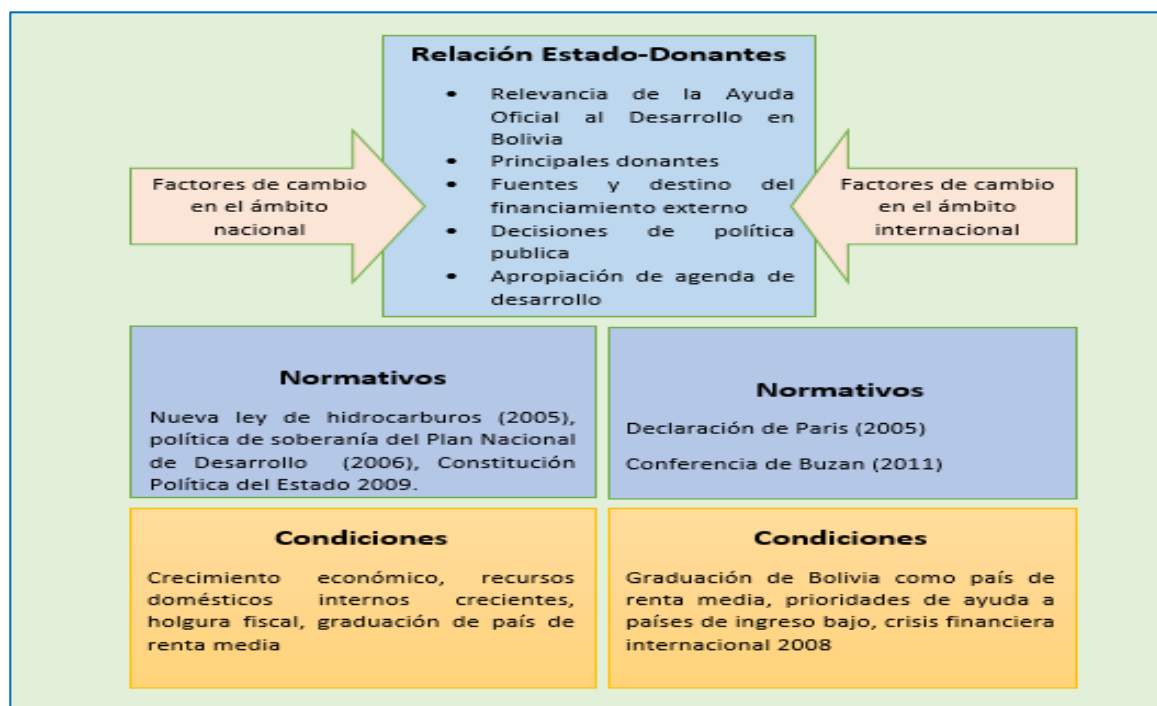 Relación Estado-Donantes
• Relevancia de la Ayuda
Oficial al Desarrollo en
Bolivia
• Principales donantes
• Fuentes y destino del
financiamiento externo
• Decisiones de política
publica
• Apropiación de agenda de
desarrollo
Factores de cambio
en el ámbito
nacional
Factores de cambio
en el ámbito
internacional
Normativos
Nueva ley de hidrocarburos (2005),
política de soberanía del Plan Nacional
de Desarrollo (2006), Constitución
Política del Estado 2009.
Normativos
Declaración de Paris (2005)
Conferencia de Buzan (2011)
Condiciones
Crecimiento económico, recursos
domésticos internos crecientes,
holgura fiscal, graduación de país de
renta media
Condiciones
Graduación de Bolivia como país de
renta media, prioridades de ayuda a
países de ingreso bajo, crisis financiera
internacional 2008